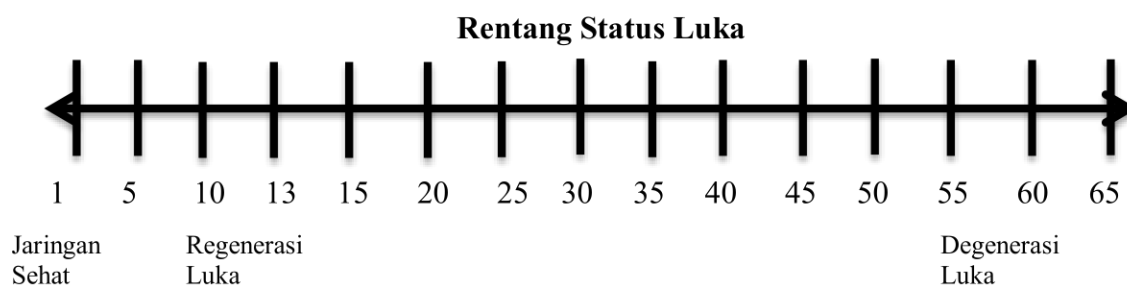 Rentang Status Luka
1 5 10 13 15 20 25 30 35 40 45 50 55 60 65
Jaringan Sehat
Regenerasi Luka
Degenerasi Luka